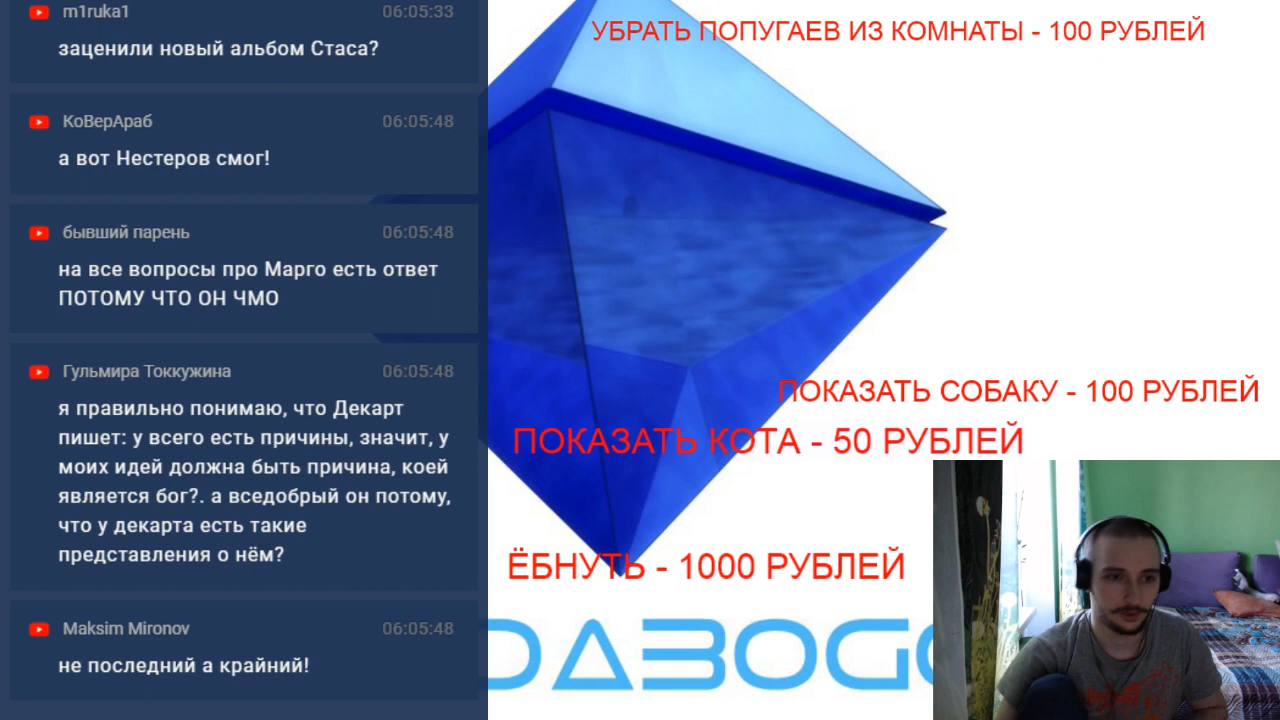 m1ruka1 06:05:33
заценили новый альбом Стаса?
КоВерАраб 06:05:48
а вот Нестеров смог!
бывший парень 06:05:48
на все вопросы про Марго есть ответ
ПОТОМУ ЧТО ОН ЧМО
Гульмира Токкужина 06:05:48
я правильно понимаю, что Декарт
пишет: у всего есть причины, значит, у
моих идей должна быть причина, коей
является бог?. а вседобрый он потому,
что у декарта есть такие
представления о нём?
Maksim Mironov 06:05:48
не последний а крайний!
УБРАТЬ ПОПУГАЕВ ИЗ КОМНАТЫ - 100 РУБЛЕЙ
ПОКАЗАТЬ СОБАКУ - 100 РУБЛЕЙ
ПОКАЗАТЬ КОТА - 50 РУБЛЕЙ
ЁБНУТЬ - 1000 РУБЛЕЙ